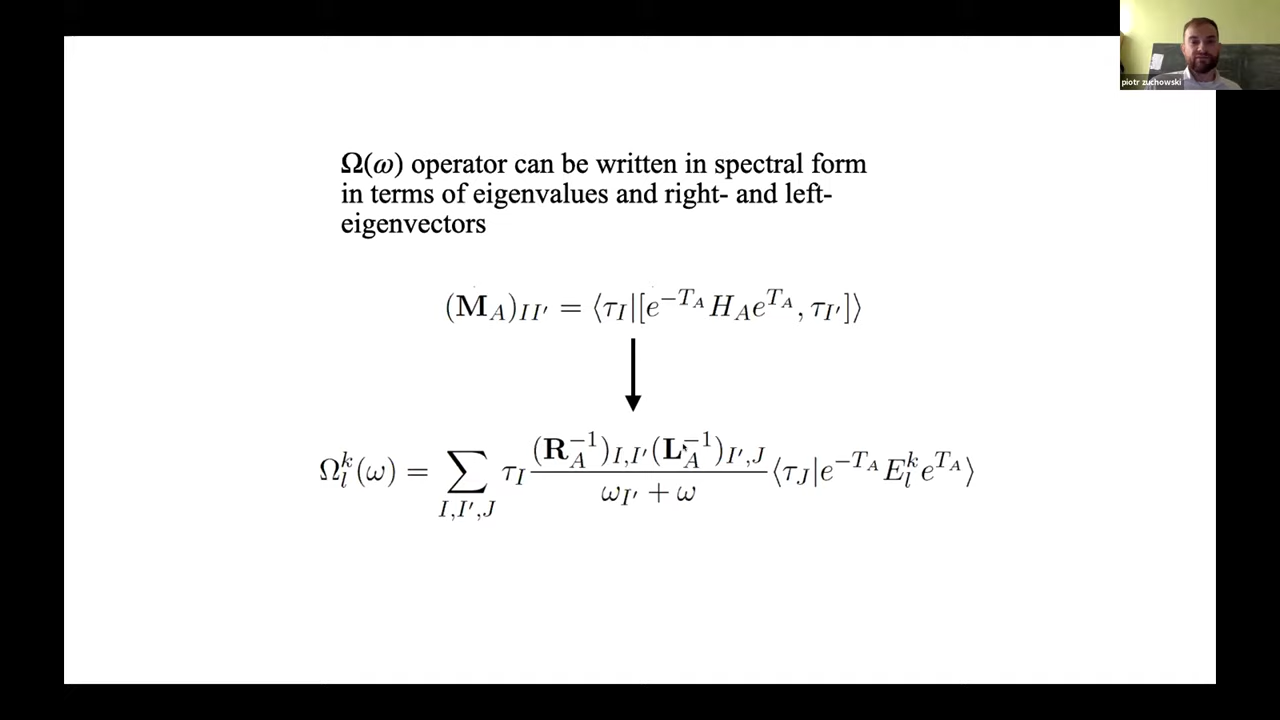 piotr zuchowski
Ω(ω) operator can be written in spectral form
in terms of eigenvalues and right- and left-
eigenvectors
(M_A)_{II′} = ⟨τ_I|[e^{−T_A} H_A e^{T_A}, τ_{I′}]⟩
Ω_l^k(ω) = ∑_{I,I′,J} τ_I \frac{(R_A^{−1})_{I,I′}(L_A^{−1})_{I′,J}}{ω_{I′} + ω} ⟨τ_J|e^{−T_A} E_l^k e^{T_A}⟩